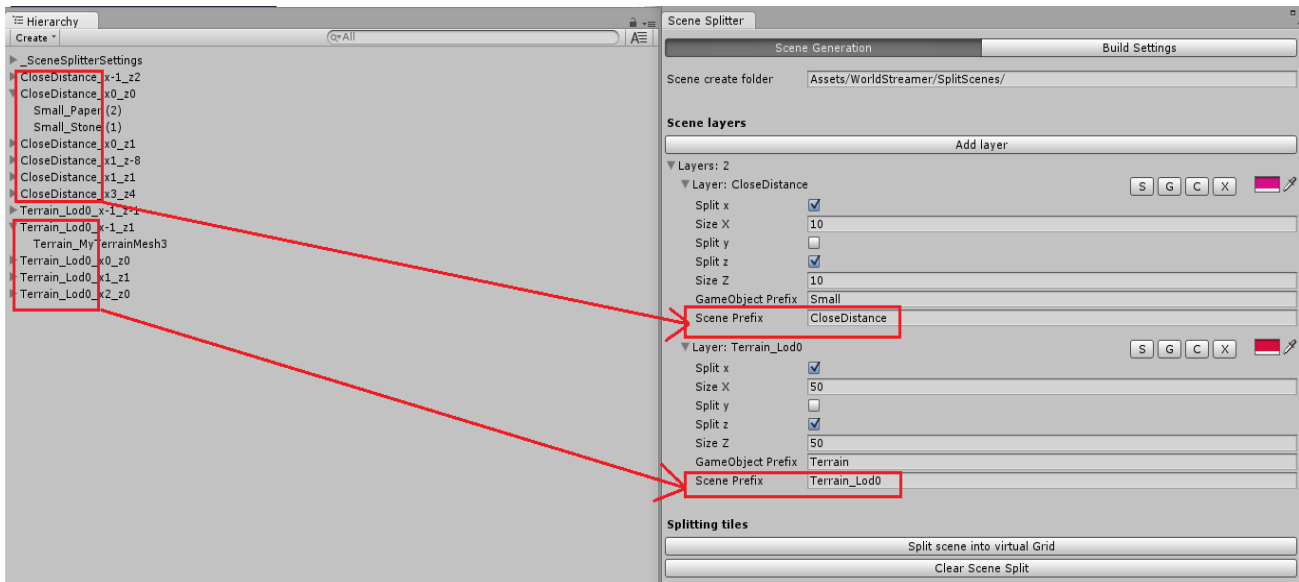 Hierarchy
Create
All
_SceneSplitterSettings
CloseDistance_x-1_z2
CloseDistance_x0_z0
Small_Paper (2)
Small_Stone (1)
CloseDistance_x0_z1
CloseDistance_x1_z-8
CloseDistance_x1_z1
CloseDistance_x3_z4
Terrain_Lod0_x-1_z-1
Terrain_Lod0_x-1_z1
Terrain_MyTerrainMesh3
Terrain_Lod0_x0_z0
Terrain_Lod0_x1_z1
Terrain_Lod0_x2_z0
Scene Splitter
Scene Generation Build Settings
Scene create folder Assets/WorldStreamer/SplitScenes/
Scene layers
Add layer
Layers: 2
Layer: CloseDistance S G C X
Split x
Size X 10
Split y
Split z
Size Z 10
GameObject Prefix Small
Scene Prefix CloseDistance
Layer: Terrain_Lod0 S G C X
Split x
Size X 50
Split y
Split z
Size Z 50
GameObject Prefix Terrain
Scene Prefix Terrain_Lod0
Splitting tiles
Split scene into virtual Grid
Clear Scene Split